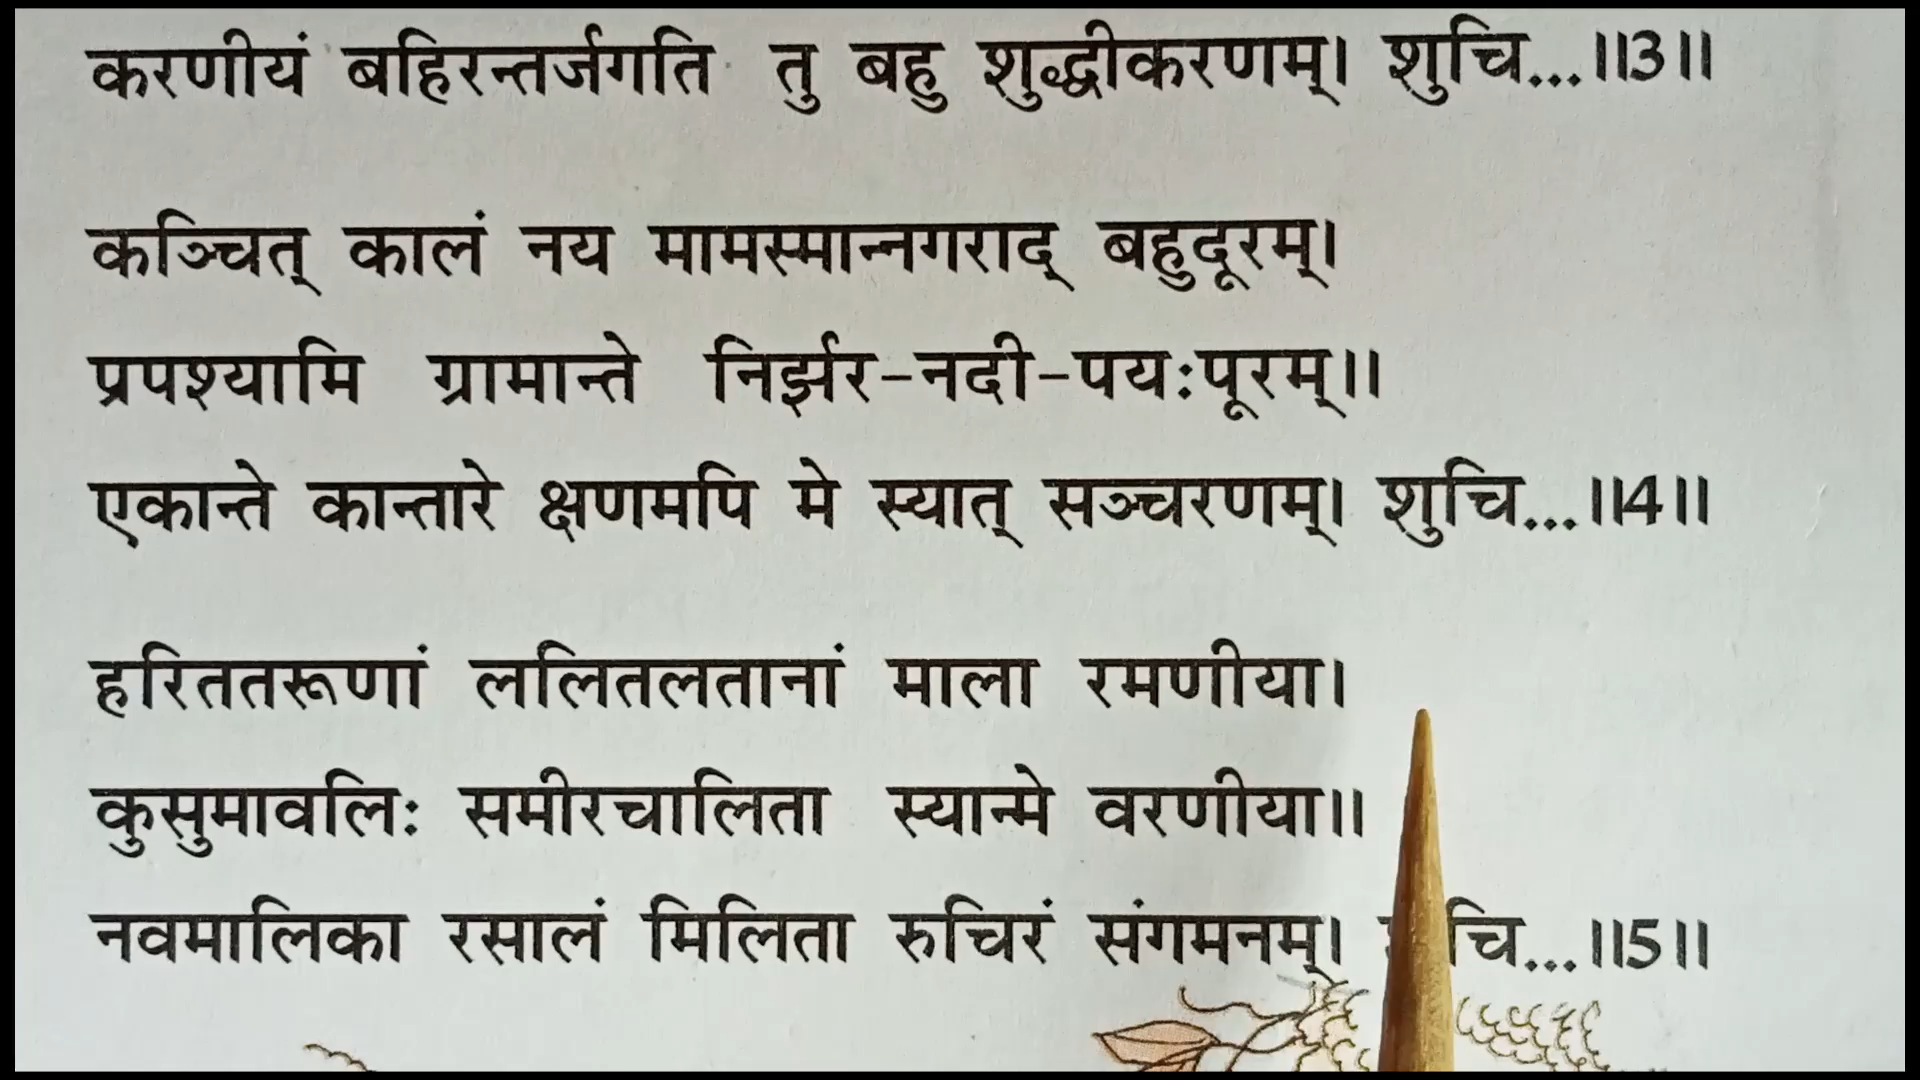 करणीयं बहिरन्तर्जगति तु बहु शुद्धीकरणम्। शुचि...॥3॥
कञ्चित् कालं नय मामस्मान्नगराद् बहुदूरम्।
प्रपश्यामि ग्रामान्ते निर्झर-नदी-पयःपूरम्॥
एकान्ते कान्तारे क्षणमपि मे स्यात् सञ्चरणम्। शुचि...॥4॥
हरिततरूणां ललितलतानां माला रमणीया।
कुसुमावलिः समीरचालिता स्यान्मे वरणीया॥
नवमालिका रसालं मिलिता रुचिरं संगमनम्। ...॥5॥